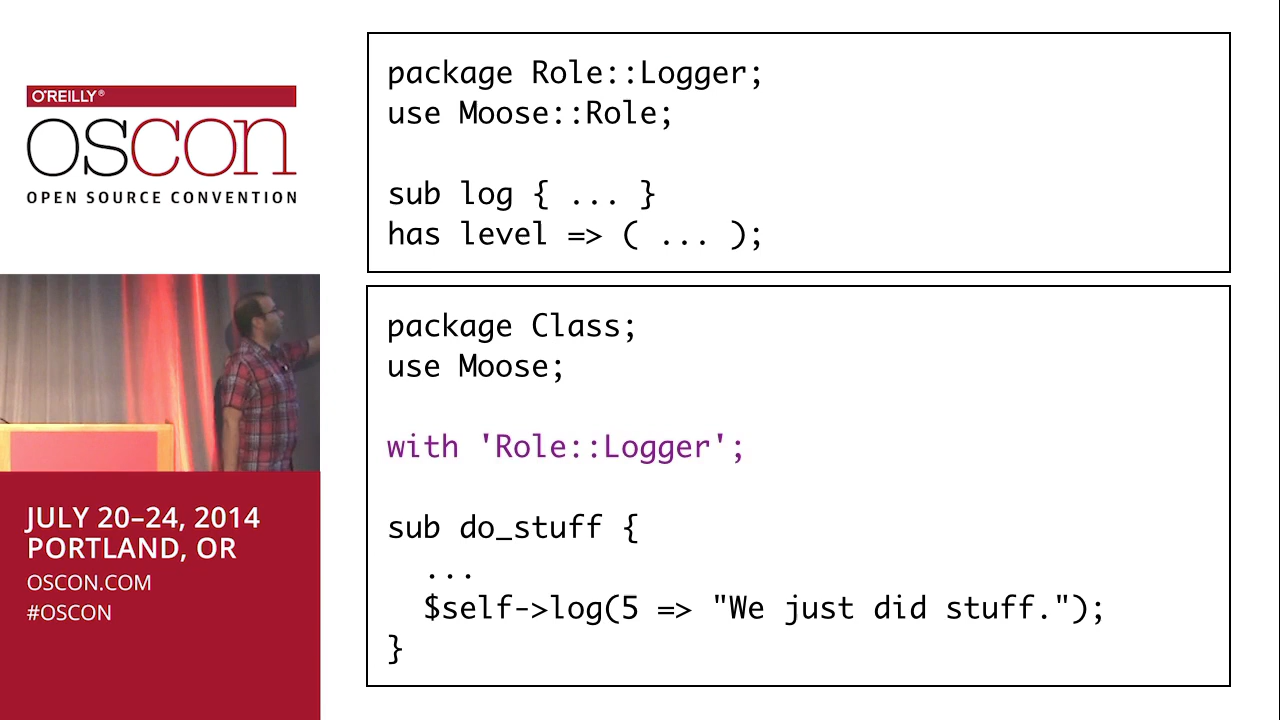 O'REILLY®
OSCON
OPEN SOURCE CONVENTION
JULY 20–24, 2014
PORTLAND, OR
OSCON.COM
#OSCON
package Role::Logger;
use Moose::Role;
sub log { ... }
has level => ( ... );
package Class;
use Moose;
with 'Role::Logger';
sub do_stuff {
  ...
  $self->log(5 => "We just did stuff.");
}